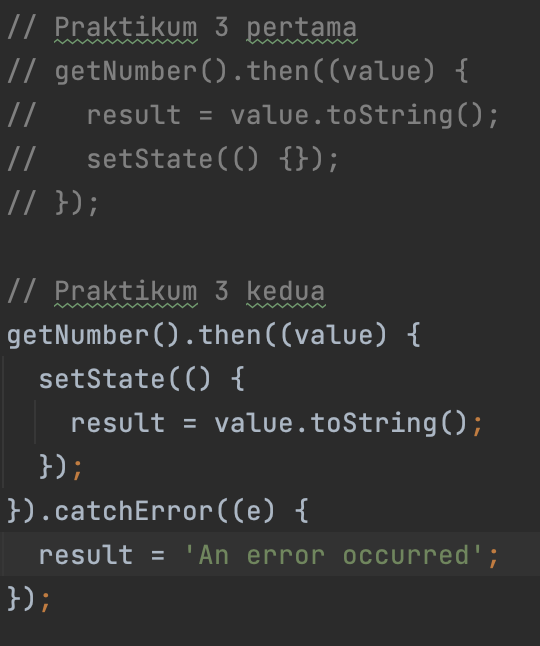 // Praktikum 3 pertama
// getNumber().then((value) {
//   result = value.toString();
//   setState(() {});
// });

// Praktikum 3 kedua
getNumber().then((value) {
  setState(() {
    result = value.toString();
  });
}).catchError((e) {
  result = 'An error occurred';
});